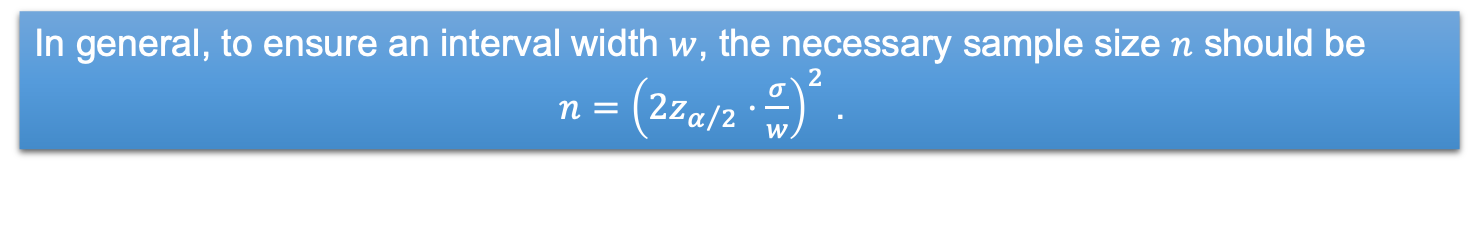 In general, to ensure an interval width 𝑤, the necessary sample size 𝑛 should be
𝑛 = (2𝑧_{𝛼/2} · 𝜎/𝑤)² .